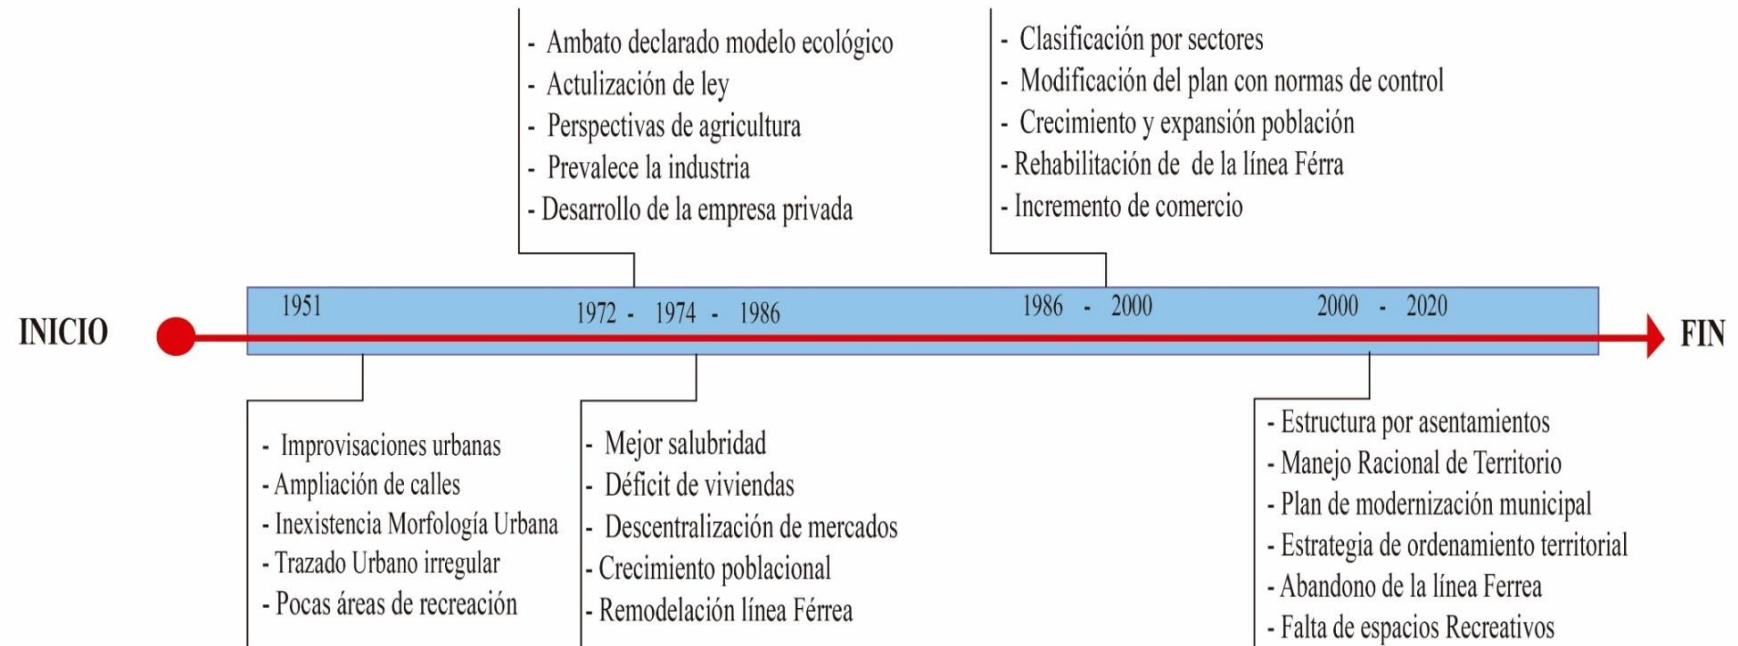 - Ambato declarado modelo ecológico
- Actulización de ley
- Perspectivas de agricultura
- Prevalece la industria
- Desarrollo de la empresa privada
- Clasificación por sectores
- Modificación del plan con normas de control
- Crecimiento y expansión población
- Rehabilitación de de la línea Férra
- Incremento de comercio
INICIO
1951
1972 - 1974 - 1986
1986 - 2000
2000 - 2020
FIN
- Improvisaciones urbanas
- Ampliación de calles
- Inexistencia Morfología Urbana
- Trazado Urbano irregular
- Pocas áreas de recreación
- Mejor salubridad
- Déficit de viviendas
- Descentralización de mercados
- Crecimiento poblacional
- Remodelación línea Férrea
- Estructura por asentamientos
- Manejo Racional de Territorio
- Plan de modernización municipal
- Estrategia de ordenamiento territorial
- Abandono de la línea Ferrea
- Falta de espacios Recreativos